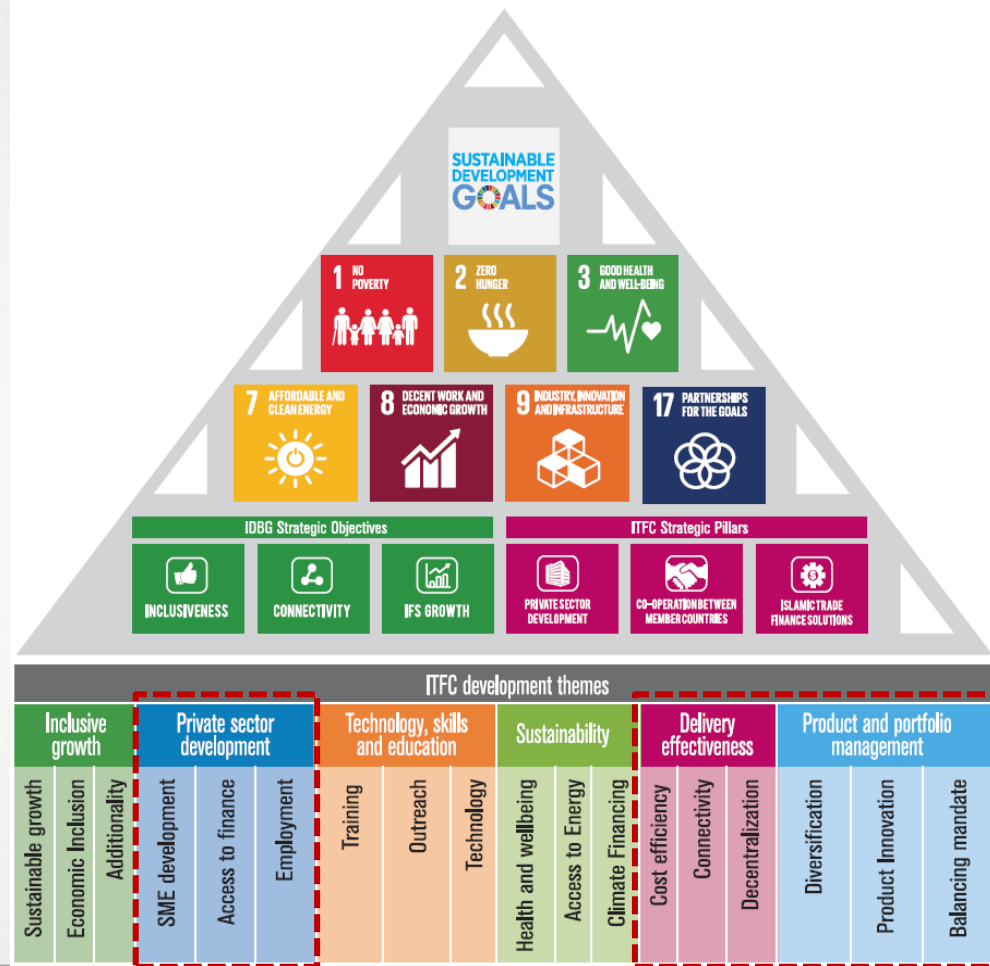 SUSTAINABLE
DEVELOPMENT
GOALS
1 NO
POVERTY
2 ZERO
HUNGER
3 GOOD HEALTH
AND WELL-BEING
7 AFFORDABLE AND
CLEAN ENERGY
8 DECENT WORK AND
ECONOMIC GROWTH
9 INDUSTRY, INNOVATION
AND INFRASTRUCTURE
17 PARTNERSHIPS
FOR THE GOALS
IDBG Strategic Objectives
INCLUSIVENESS
CONNECTIVITY
IFS GROWTH
ITFC Strategic Pillars
PRIVATE SECTOR
DEVELOPMENT
CO-OPERATION BETWEEN
MEMBER COUNTRIES
$
ISLAMIC TRADE
FINANCE SOLUTIONS
ITFC development themes
Inclusive
growth
Sustainable growth
Economic Inclusion
Additionality
Private sector
development
SME development
Access to finance
Employment
Technology, skills
and education
Training
Outreach
Technology
Sustainability
Health and wellbeing
Access to Energy
Climate Financing
Delivery
effectiveness
Cost efficiency
Connectivity
Decentralization
Product and portfolio
management
Diversification
Product Innovation
Balancing mandate